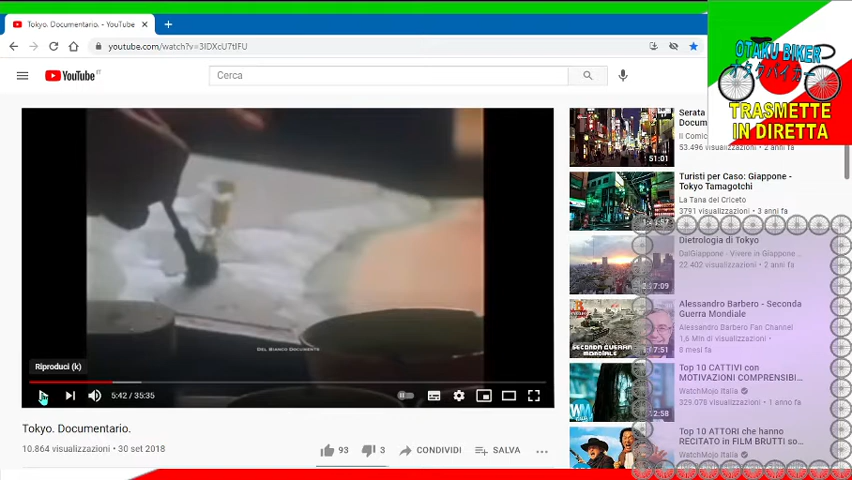 Tokyo. Documentario. - YouTube
youtube.com/watch?v=3IDXcU7tIFU
YouTube IT
Cerca
OTAKU BIKER
オタクバイカー
TRASMETTE
IN DIRETTA
DEL BIANCO DOCUMENTS
Riproduci (k)
5:42 / 35:35
Tokyo. Documentario.
10.864 visualizzazioni • 30 set 2018
93
3
CONDIVIDI
SALVA
51:01
Serata
Docum
Il Comic
53.496 visualizzazioni • 2 anni fa
Turisti per Caso: Giappone -
Tokyo Tamagotchi
La Tana del Criceto
3791 visualizzazioni • 3 anni fa
Dietrologia di Tokyo
DalGiappone - Vivere in Giappone ...
22.402 visualizzazioni • 2 anni fa
:17:09
SECONDA
GUERRA
MONDIALE
:17:51
Alessandro Barbero - Seconda
Guerra Mondiale
Alessandro Barbero Fan Channel
1,6 Mln di visualizzazioni •
8 mesi fa
12:58
Top 10 CATTIVI con
MOTIVAZIONI COMPRENSIBI...
WatchMojo Italia
329.078 visualizzazioni • 1 anno fa
Top 10 ATTORI che hanno
RECITATO in FILM BRUTTI so...
WatchMojo Italia